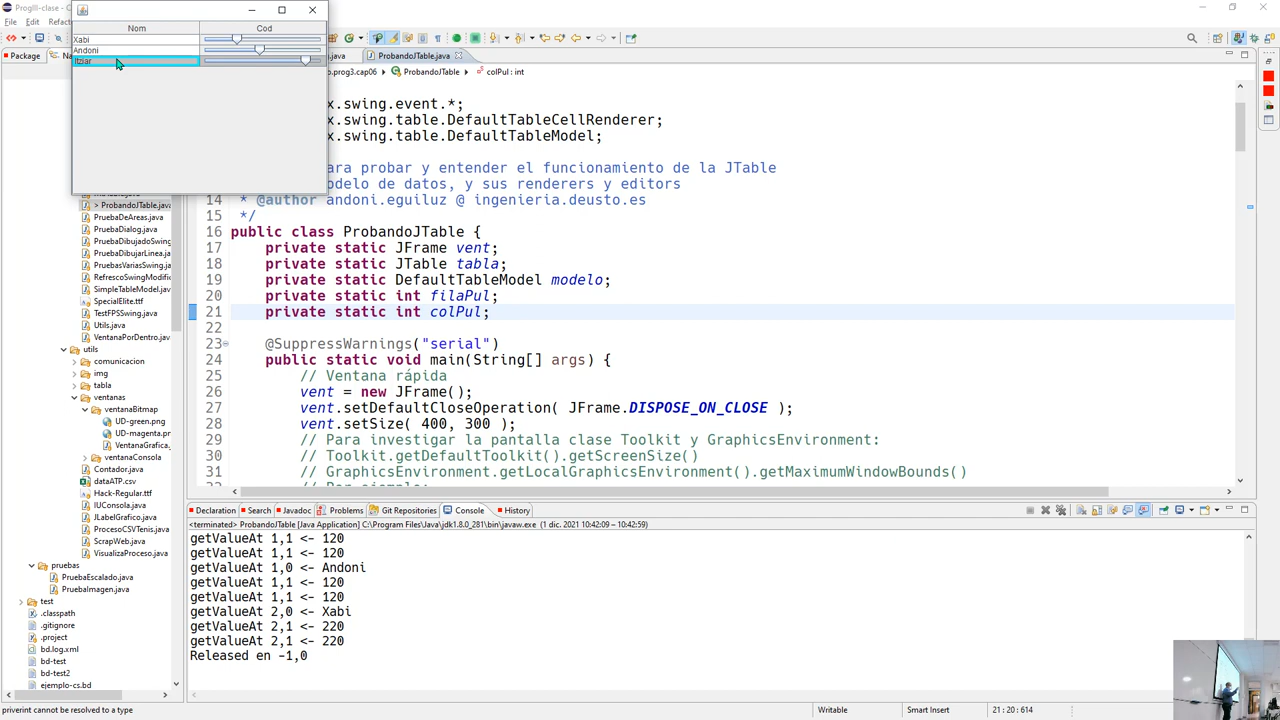 ProgIII-clase -
File Edit Refact
Nom Cod
Xabi
Andoni
Itziar
Package Na
java ProbandoJTable.java
o.prog3.cap06 ProbandoJTable colPul : int
x.swing.event.*;
x.swing.table.DefaultTableCellRenderer;
x.swing.table.DefaultTableModel;
ara probar y entender el funcionamiento de la JTable
odelo de datos, y sus renderers y editors
14 * @author andoni.eguiluz @ ingenieria.deusto.es
15 */
16 public class ProbandoJTable {
17 private static JFrame vent;
18 private static JTable tabla;
19 private static DefaultTableModel modelo;
20 private static int filaPul;
21 private static int colPul;
22
23 @SuppressWarnings("serial")
24 public static void main(String[] args) {
25 // Ventana rápida
26 vent = new JFrame();
27 vent.setDefaultCloseOperation( JFrame.DISPOSE_ON_CLOSE );
28 vent.setSize( 400, 300 );
29 // Para investigar la pantalla clase Toolkit y GraphicsEnvironment:
30 // Toolkit.getDefaultToolkit().getScreenSize()
31 // GraphicsEnvironment.getLocalGraphicsEnvironment().getMaximumWindowBounds()
> ProbandoJTable.java
PruebaDeAreas.java
PruebaDialog.java
PruebaDibujadoSwing
PruebaDibujarLinea.j
PruebasVariasSwing.
RefrescoSwingModifi
SimpleTableModel.ja
SpecialElite.ttf
TestFPSSwing.java
Utils.java
VentanaPorDentro.java
utils
comunicacion
img
tabla
ventanas
ventanaBitmap
UD-green.png
UD-magenta.pn
VentanaGrafica.
ventanaConsola
Contador.java
dataATP.csv
Hack-Regular.ttf
IUConsola.java
JLabelGrafico.java
ProcesoCSVTenis.java
ScrapWeb.java
VisualizaProceso.java
pruebas
PruebaEscalado.java
PruebaImagen.java
test
.classpath
.gitignore
.project
bd.log.xml
bd-test
bd-test2
ejemplo-cs.bd
Declaration Search Javadoc Problems Git Repositories Console History
<terminated> ProbandoJTable [Java Application] C:\Program Files\Java\jdk1.8.0_281\bin\javaw.exe (1 dic. 2021 10:42:09 – 10:42:59)
getValueAt 1,1 <- 120
getValueAt 1,1 <- 120
getValueAt 1,0 <- Andoni
getValueAt 1,1 <- 120
getValueAt 1,1 <- 120
getValueAt 2,0 <- Xabi
getValueAt 2,1 <- 220
getValueAt 2,1 <- 220
Released en -1,0
priverint cannot be resolved to a type Writable Smart Insert 21 : 20 : 614